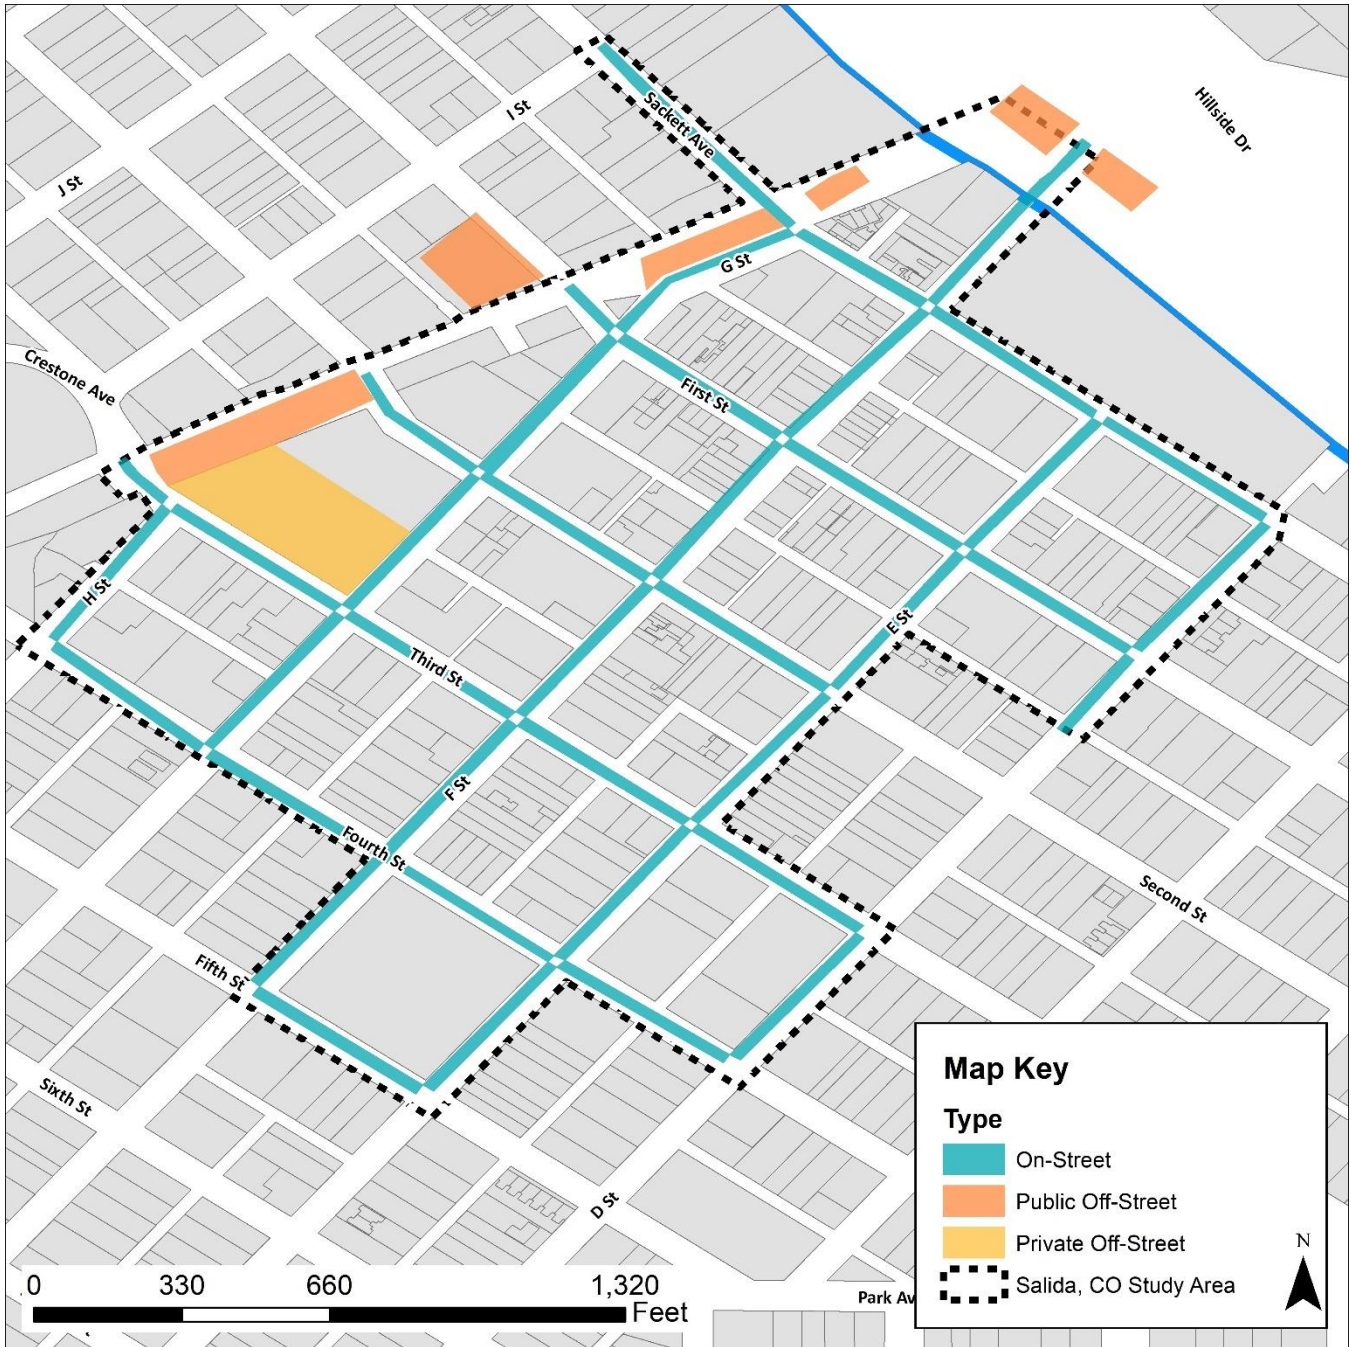 Hillside Dr
I St
Sackett Ave
J St
G St
Crestone Ave
First St
H St
E St
Third St
F St
Fourth St
Second St
Fifth St
Sixth St
D St
Park Av
Map Key
Type
On-Street
Public Off-Street
Private Off-Street
Salida, CO Study Area
N
0 330 660 1,320
Feet